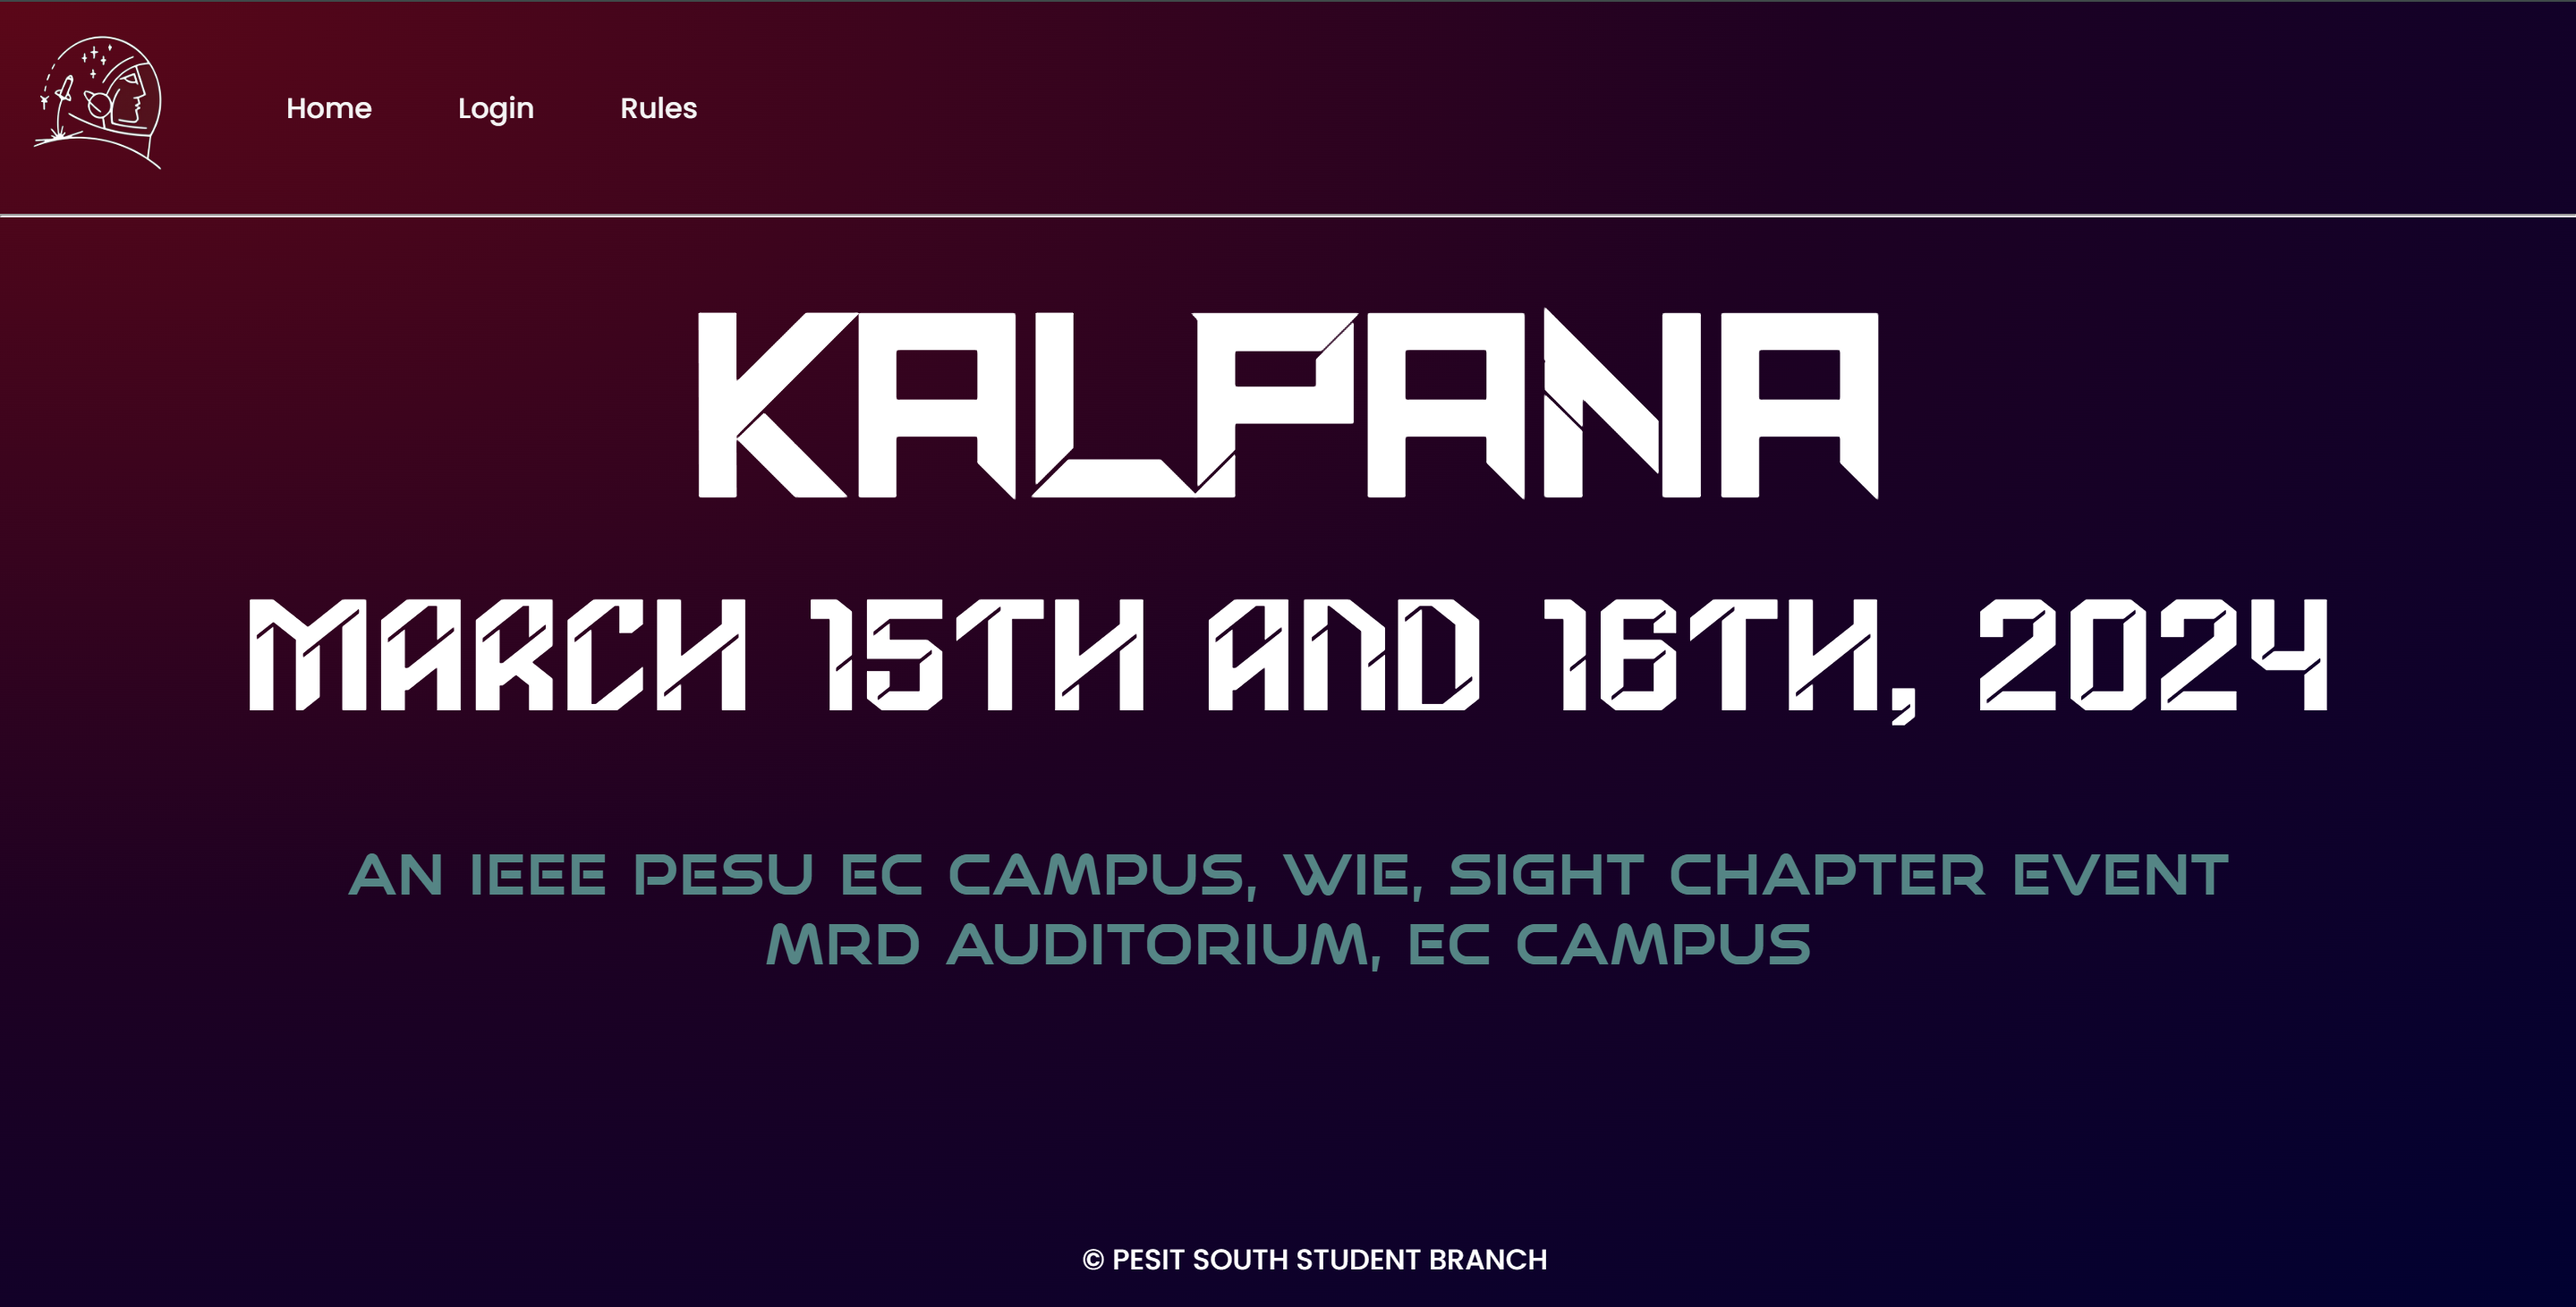 Home Login Rules
KALPANA
MARCH 15TH AND 16TH, 2024
AN IEEE PESU EC CAMPUS, WIE, SIGHT CHAPTER EVENT
MRD AUDITORIUM, EC CAMPUS
© PESIT SOUTH STUDENT BRANCH